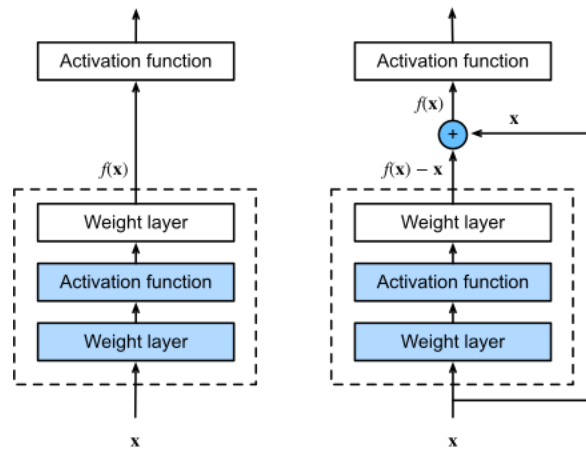 Activation function
f(x)
Weight layer
Activation function
Weight layer
x
Activation function
f(x)
+
x
f(x) − x
Weight layer
Activation function
Weight layer
x